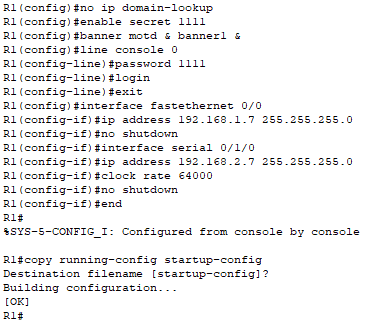 R1(config)#no ip domain-lookup
R1(config)#enable secret 1111
R1(config)#banner motd & banner1 &
R1(config)#line console 0
R1(config-line)#password 1111
R1(config-line)#login
R1(config-line)#exit
R1(config)#interface fastethernet 0/0
R1(config-if)#ip address 192.168.1.7 255.255.255.0
R1(config-if)#no shutdown
R1(config-if)#interface serial 0/1/0
R1(config-if)#ip address 192.168.2.7 255.255.255.0
R1(config-if)#clock rate 64000
R1(config-if)#no shutdown
R1(config-if)#end
R1#
%SYS-5-CONFIG_I: Configured from console by console
R1#copy running-config startup-config
Destination filename [startup-config]?
Building configuration...
[OK]
R1#